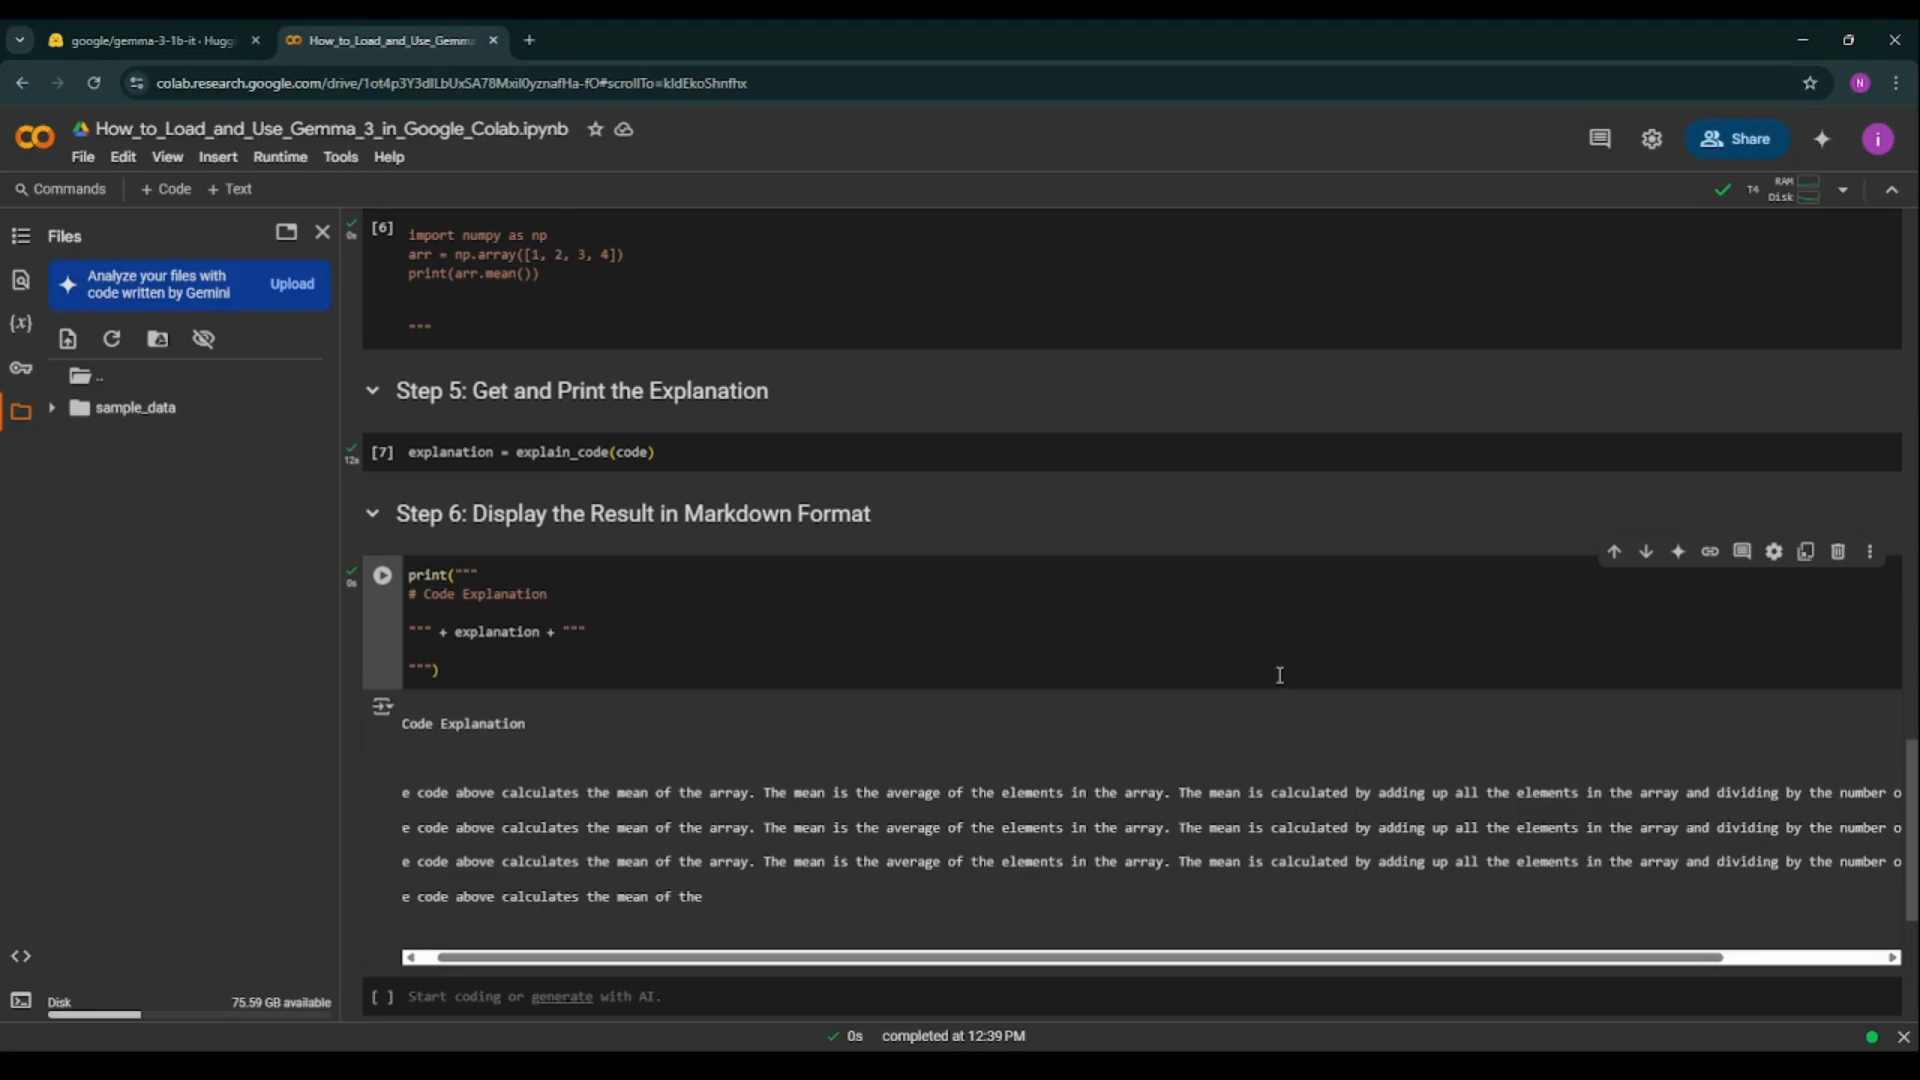 google/gemma-3-1b-it · Hugg
How_to_Load_and_Use_Gemma
colab.research.google.com/drive/1ot4p3Y3dlLbUxSA78Mxil0yznafHa-fO#scrollTo=kIdEkoShnfhx
N
How_to_Load_and_Use_Gemma_3_in_Google_Colab.ipynb
File Edit View Insert Runtime Tools Help
Share
i
Commands + Code + Text
T4 RAM
Disk
Files
Analyze your files with
code written by Gemini
Upload
..
sample_data
{x}
0s
[6]
import numpy as np
arr = np.array([1, 2, 3, 4])
print(arr.mean())
"""
Step 5: Get and Print the Explanation
12s
[7] explanation = explain_code(code)
Step 6: Display the Result in Markdown Format
0s
print("""
# Code Explanation
""" + explanation + """
""")
Code Explanation
e code above calculates the mean of the array. The mean is the average of the elements in the array. The mean is calculated by adding up all the elements in the array and dividing by the number o
e code above calculates the mean of the array. The mean is the average of the elements in the array. The mean is calculated by adding up all the elements in the array and dividing by the number o
e code above calculates the mean of the array. The mean is the average of the elements in the array. The mean is calculated by adding up all the elements in the array and dividing by the number o
e code above calculates the mean of the
[ ] Start coding or generate with AI.
Disk 75.59 GB available
0s completed at 12:39 PM